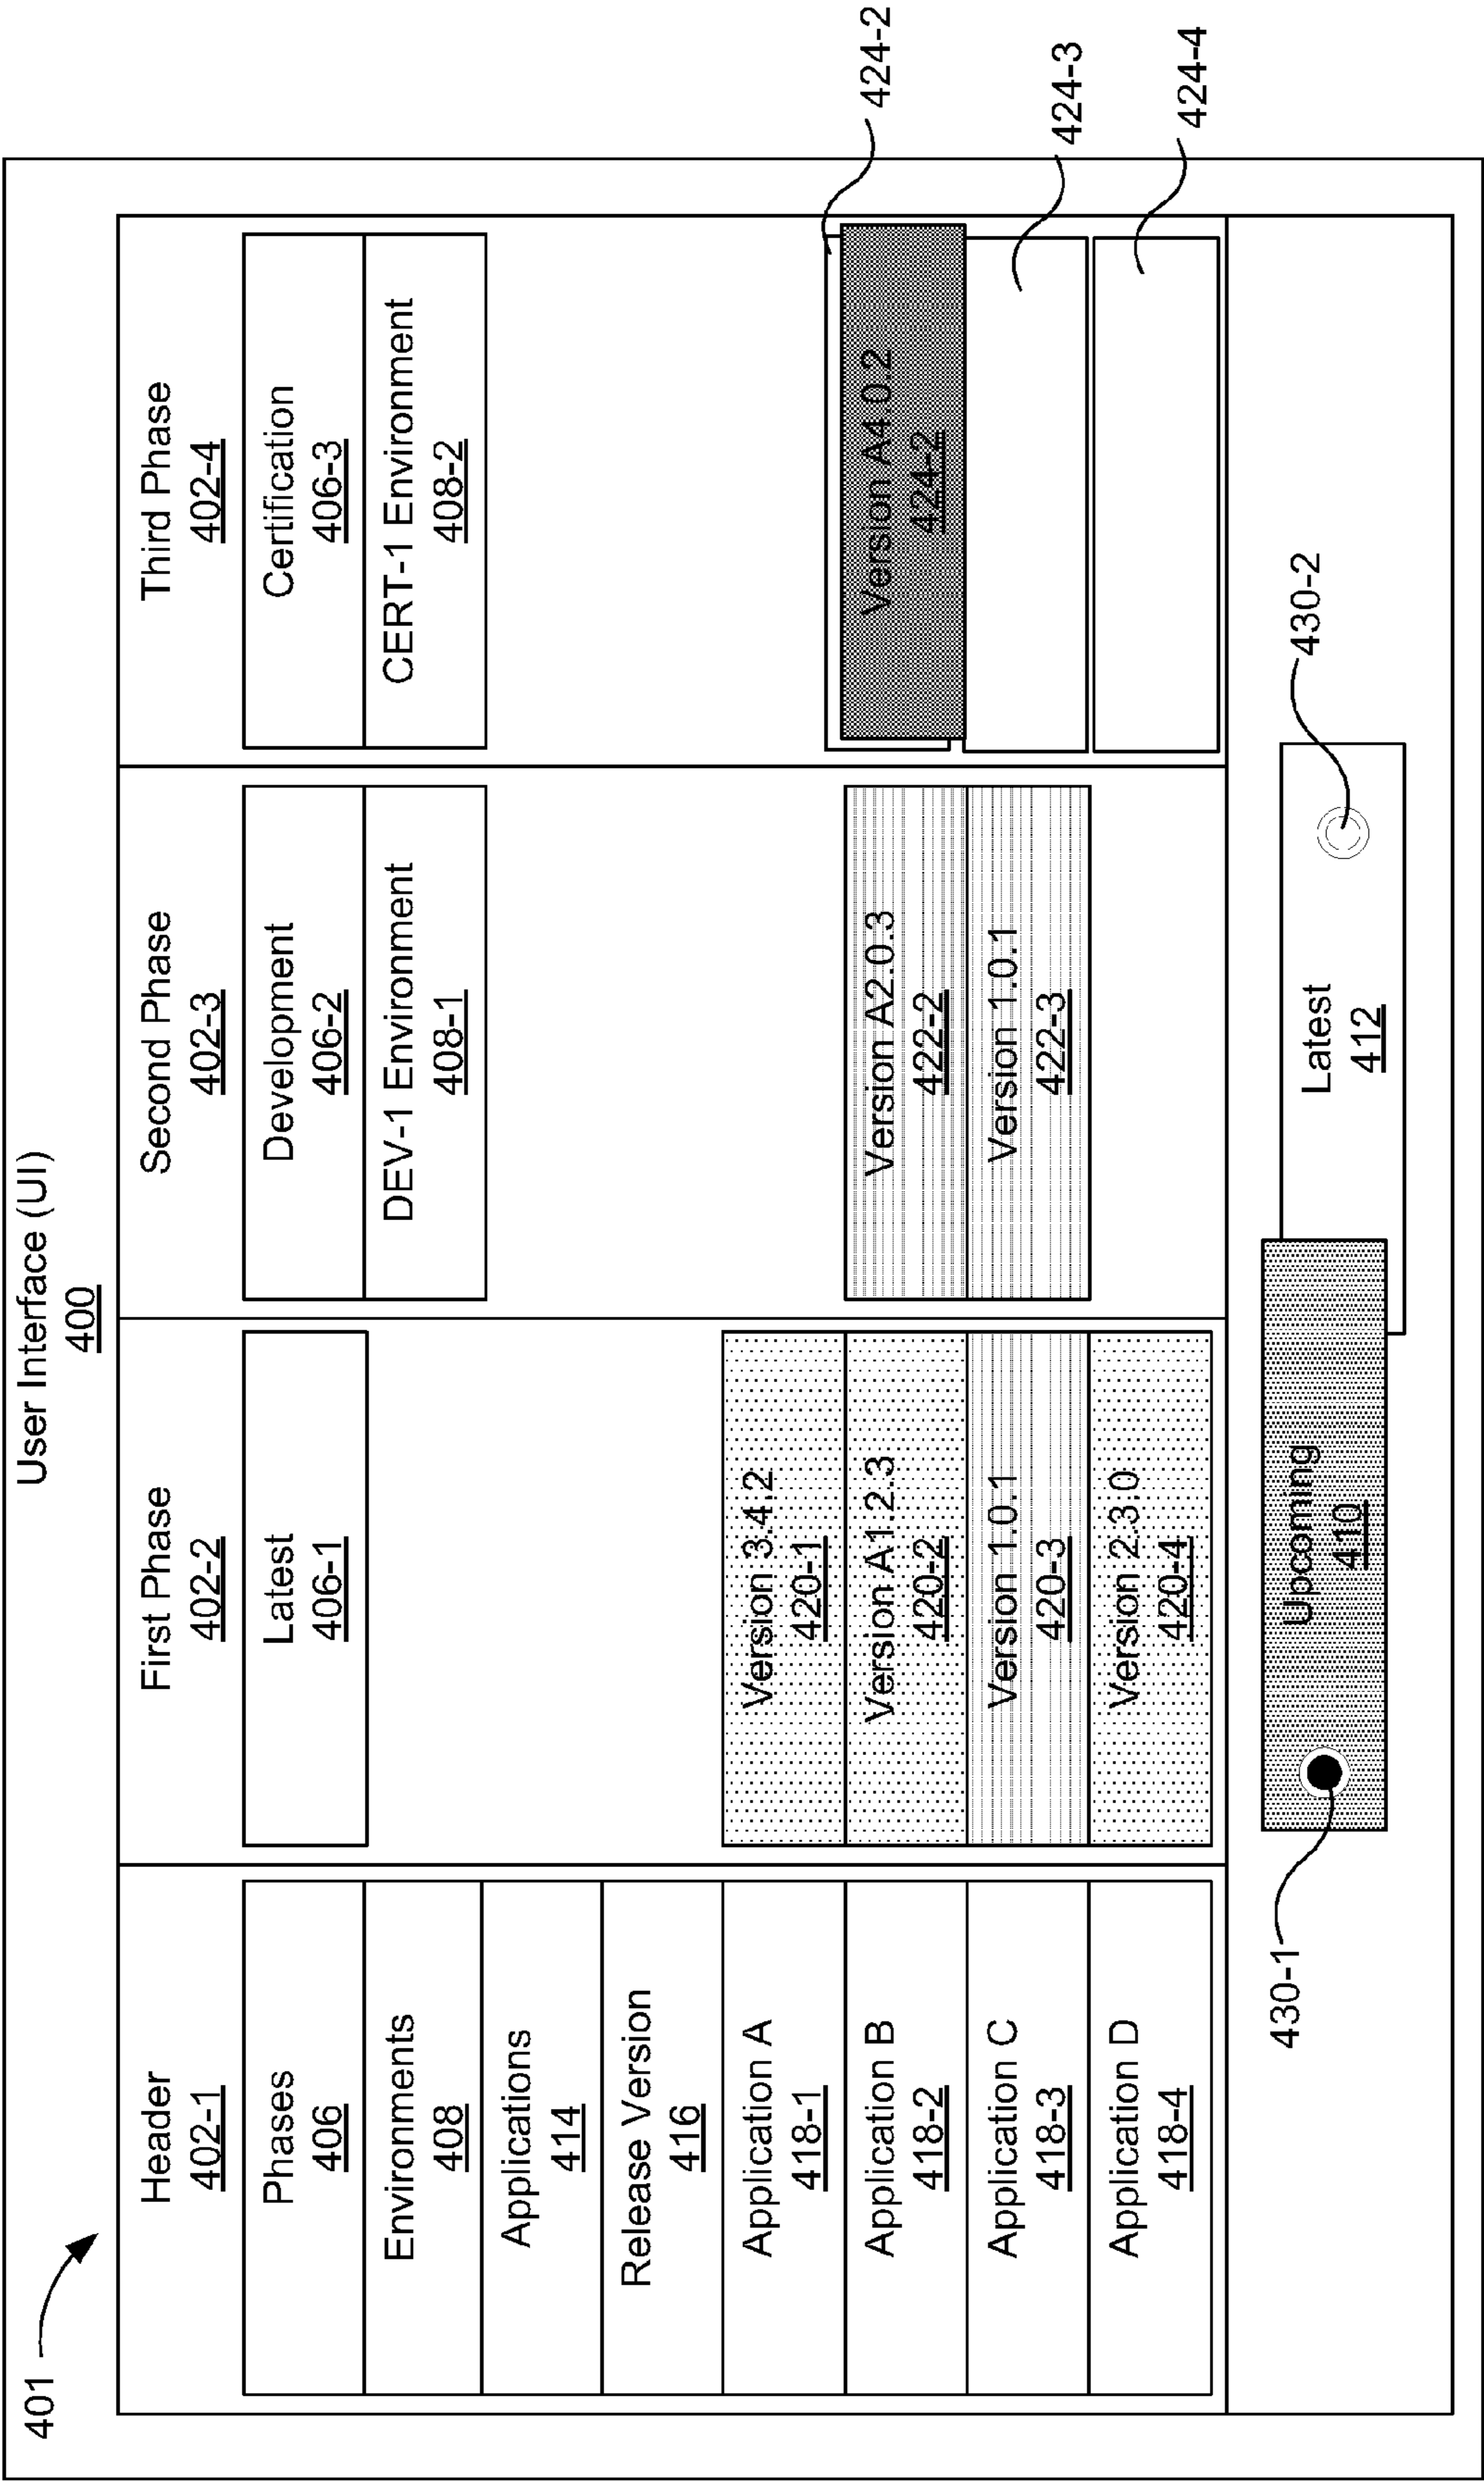 User Interface (UI)
400
401
Header
402-1
First Phase
402-2
Second Phase
402-3
Third Phase
402-4
Phases
406
Latest
406-1
Development
406-2
Certification
406-3
Environments
408
DEV-1 Environment
408-1
CERT-1 Environment
408-2
Applications
414
Release Version
416
Application A
418-1
Version 3.4.2
420-1
Application B
418-2
Version A1.2.3
420-2
Version A2.0.3
422-2
Version A4.0.2
424-2
424-2
Application C
418-3
Version 1.0.1
420-3
Version 1.0.1
422-3
424-3
Application D
418-4
Version 2.3.0
420-4
424-4
430-1
Upcoming
410
Latest
412
430-2